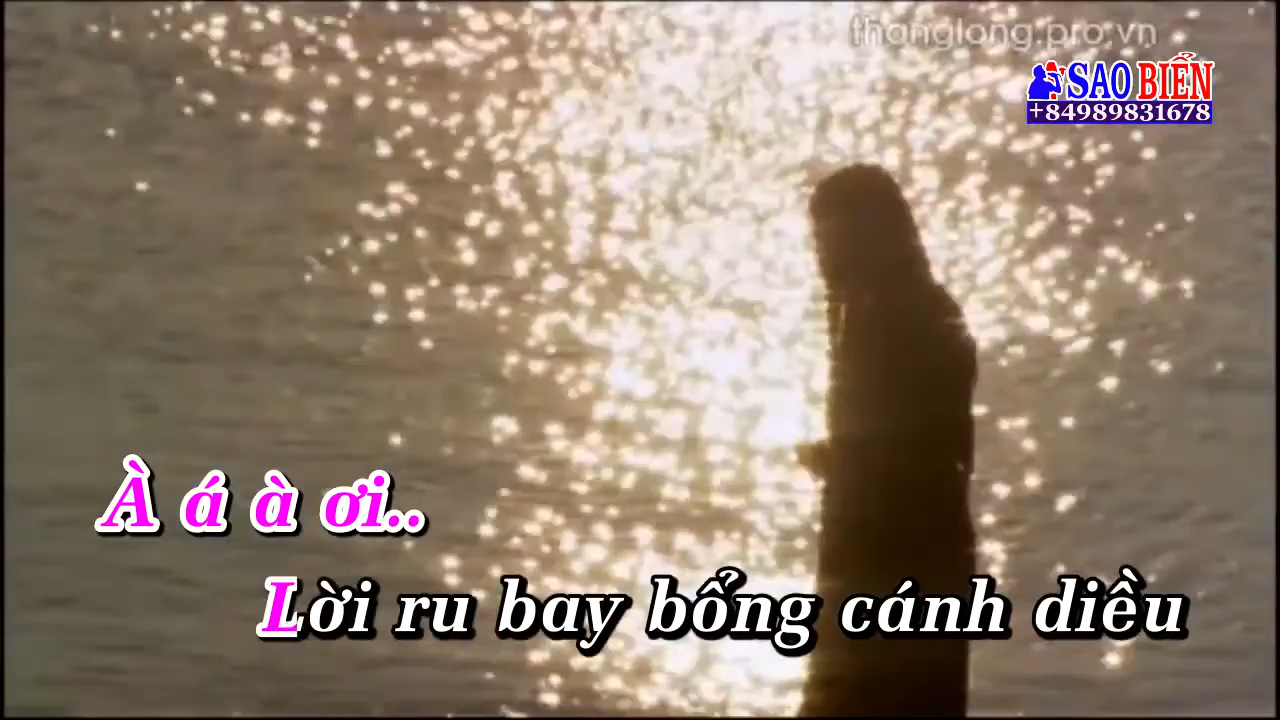 thanglong.pro.vn
SAO BIỂN
+84989831678
À á à ơi..
Lời ru bay bổng cánh diều